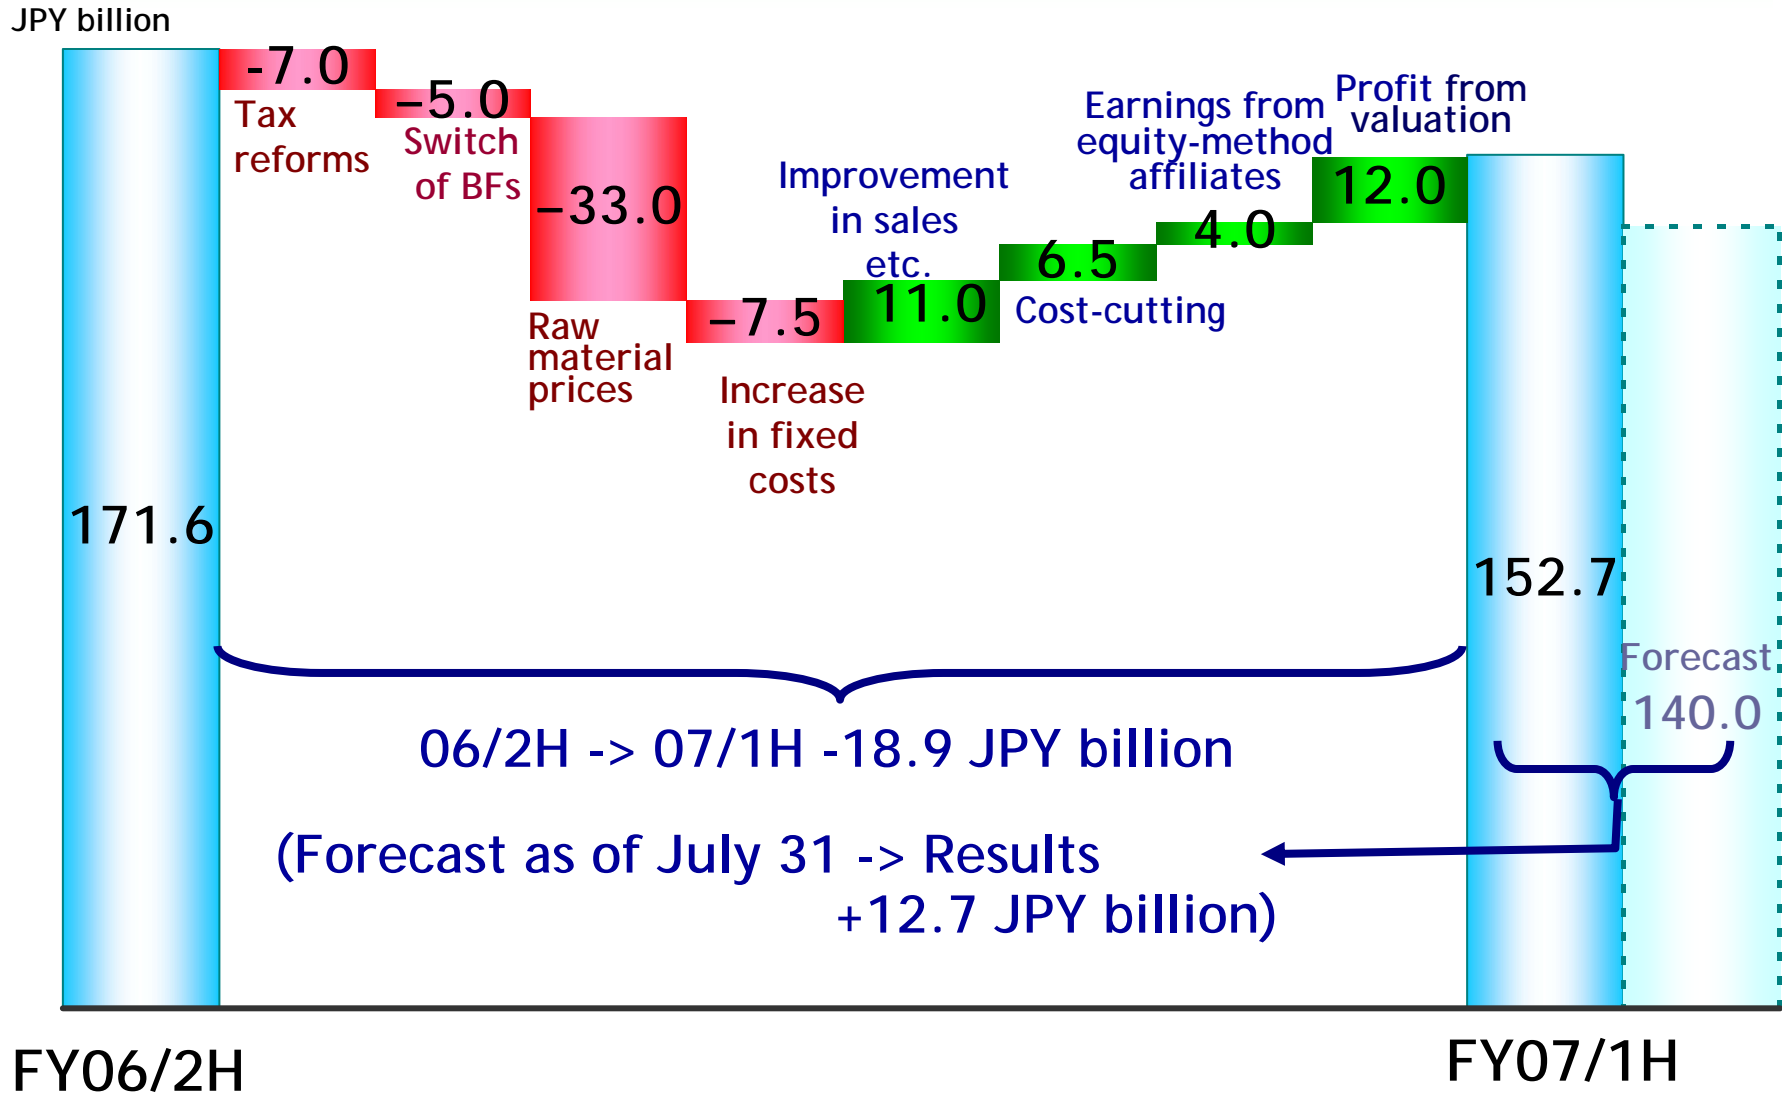 JPY billion
-7.0
Tax
reforms
–5.0
Switch
of BFs
–33.0
Raw
material
prices
–7.5
Increase
in fixed
costs
Improvement
in sales
etc.
11.0
6.5
Cost-cutting
Earnings from
equity-method
affiliates
4.0
Profit from
valuation
12.0
171.6
152.7
Forecast
140.0
06/2H -> 07/1H -18.9 JPY billion
(Forecast as of July 31 -> Results
+12.7 JPY billion)
FY06/2H
FY07/1H